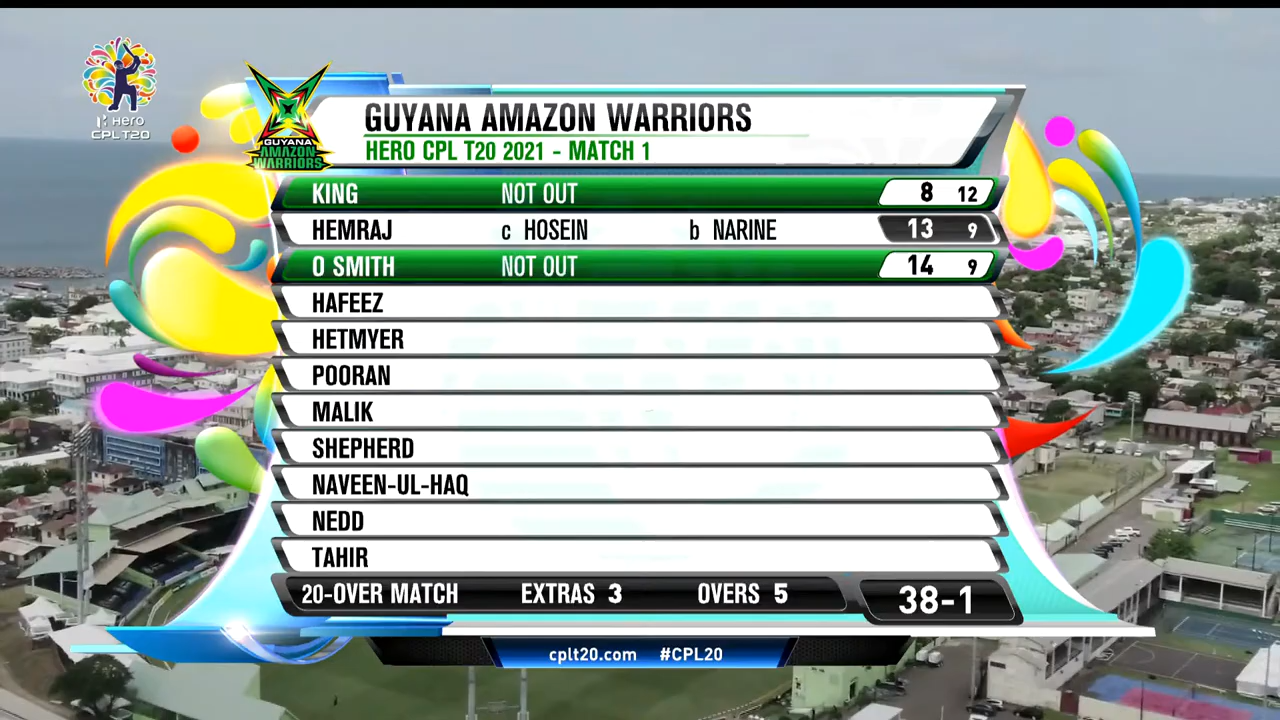 Hero
CPL T20
GUYANA
AMAZON
WARRIORS
GUYANA AMAZON WARRIORS
HERO CPL T20 2021 - MATCH 1
KING NOT OUT 8 12
HEMRAJ c HOSEIN b NARINE 13 9
O SMITH NOT OUT 14 9
HAFEEZ
HETMYER
POORAN
MALIK
SHEPHERD
NAVEEN-UL-HAQ
NEDD
TAHIR
20-OVER MATCH EXTRAS 3 OVERS 5 38-1
cplt20.com #CPL20